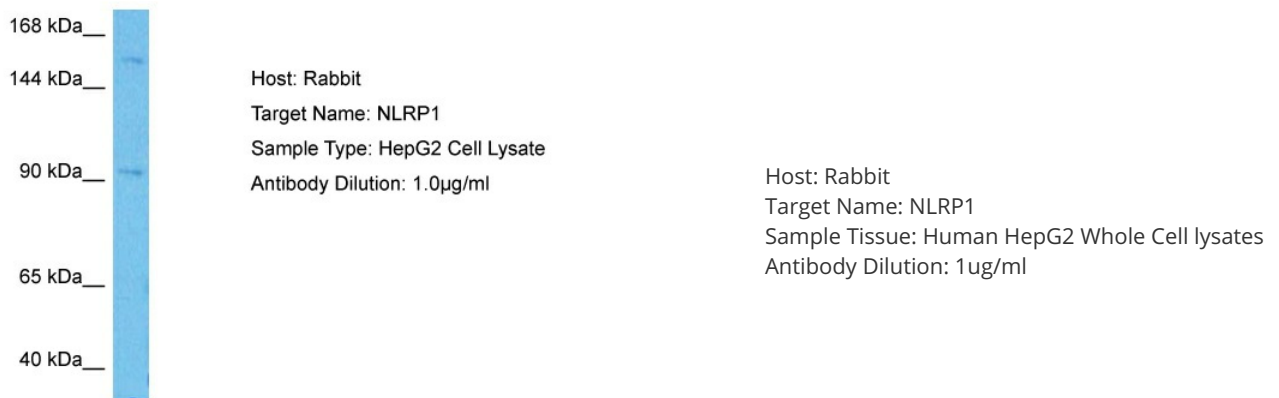 168 kDa__
144 kDa__
90 kDa__
65 kDa__
40 kDa__
Host: Rabbit
Target Name: NLRP1
Sample Type: HepG2 Cell Lysate
Antibody Dilution: 1.0µg/ml
Host: Rabbit
Target Name: NLRP1
Sample Tissue: Human HepG2 Whole Cell lysates
Antibody Dilution: 1ug/ml